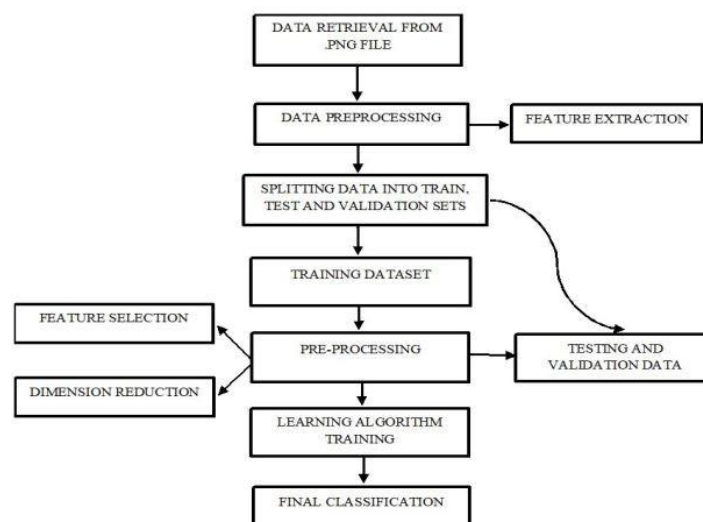 DATA RETRIEVAL FROM
.PNG FILE
DATA PREPROCESSING
FEATURE EXTRACTION
SPLITTING DATA INTO TRAIN,
TEST AND VALIDATION SETS
TRAINING DATASET
FEATURE SELECTION
PRE-PROCESSING
TESTING AND
VALIDATION DATA
DIMENSION REDUCTION
LEARNING ALGORITHM
TRAINING
FINAL CLASSIFICATION